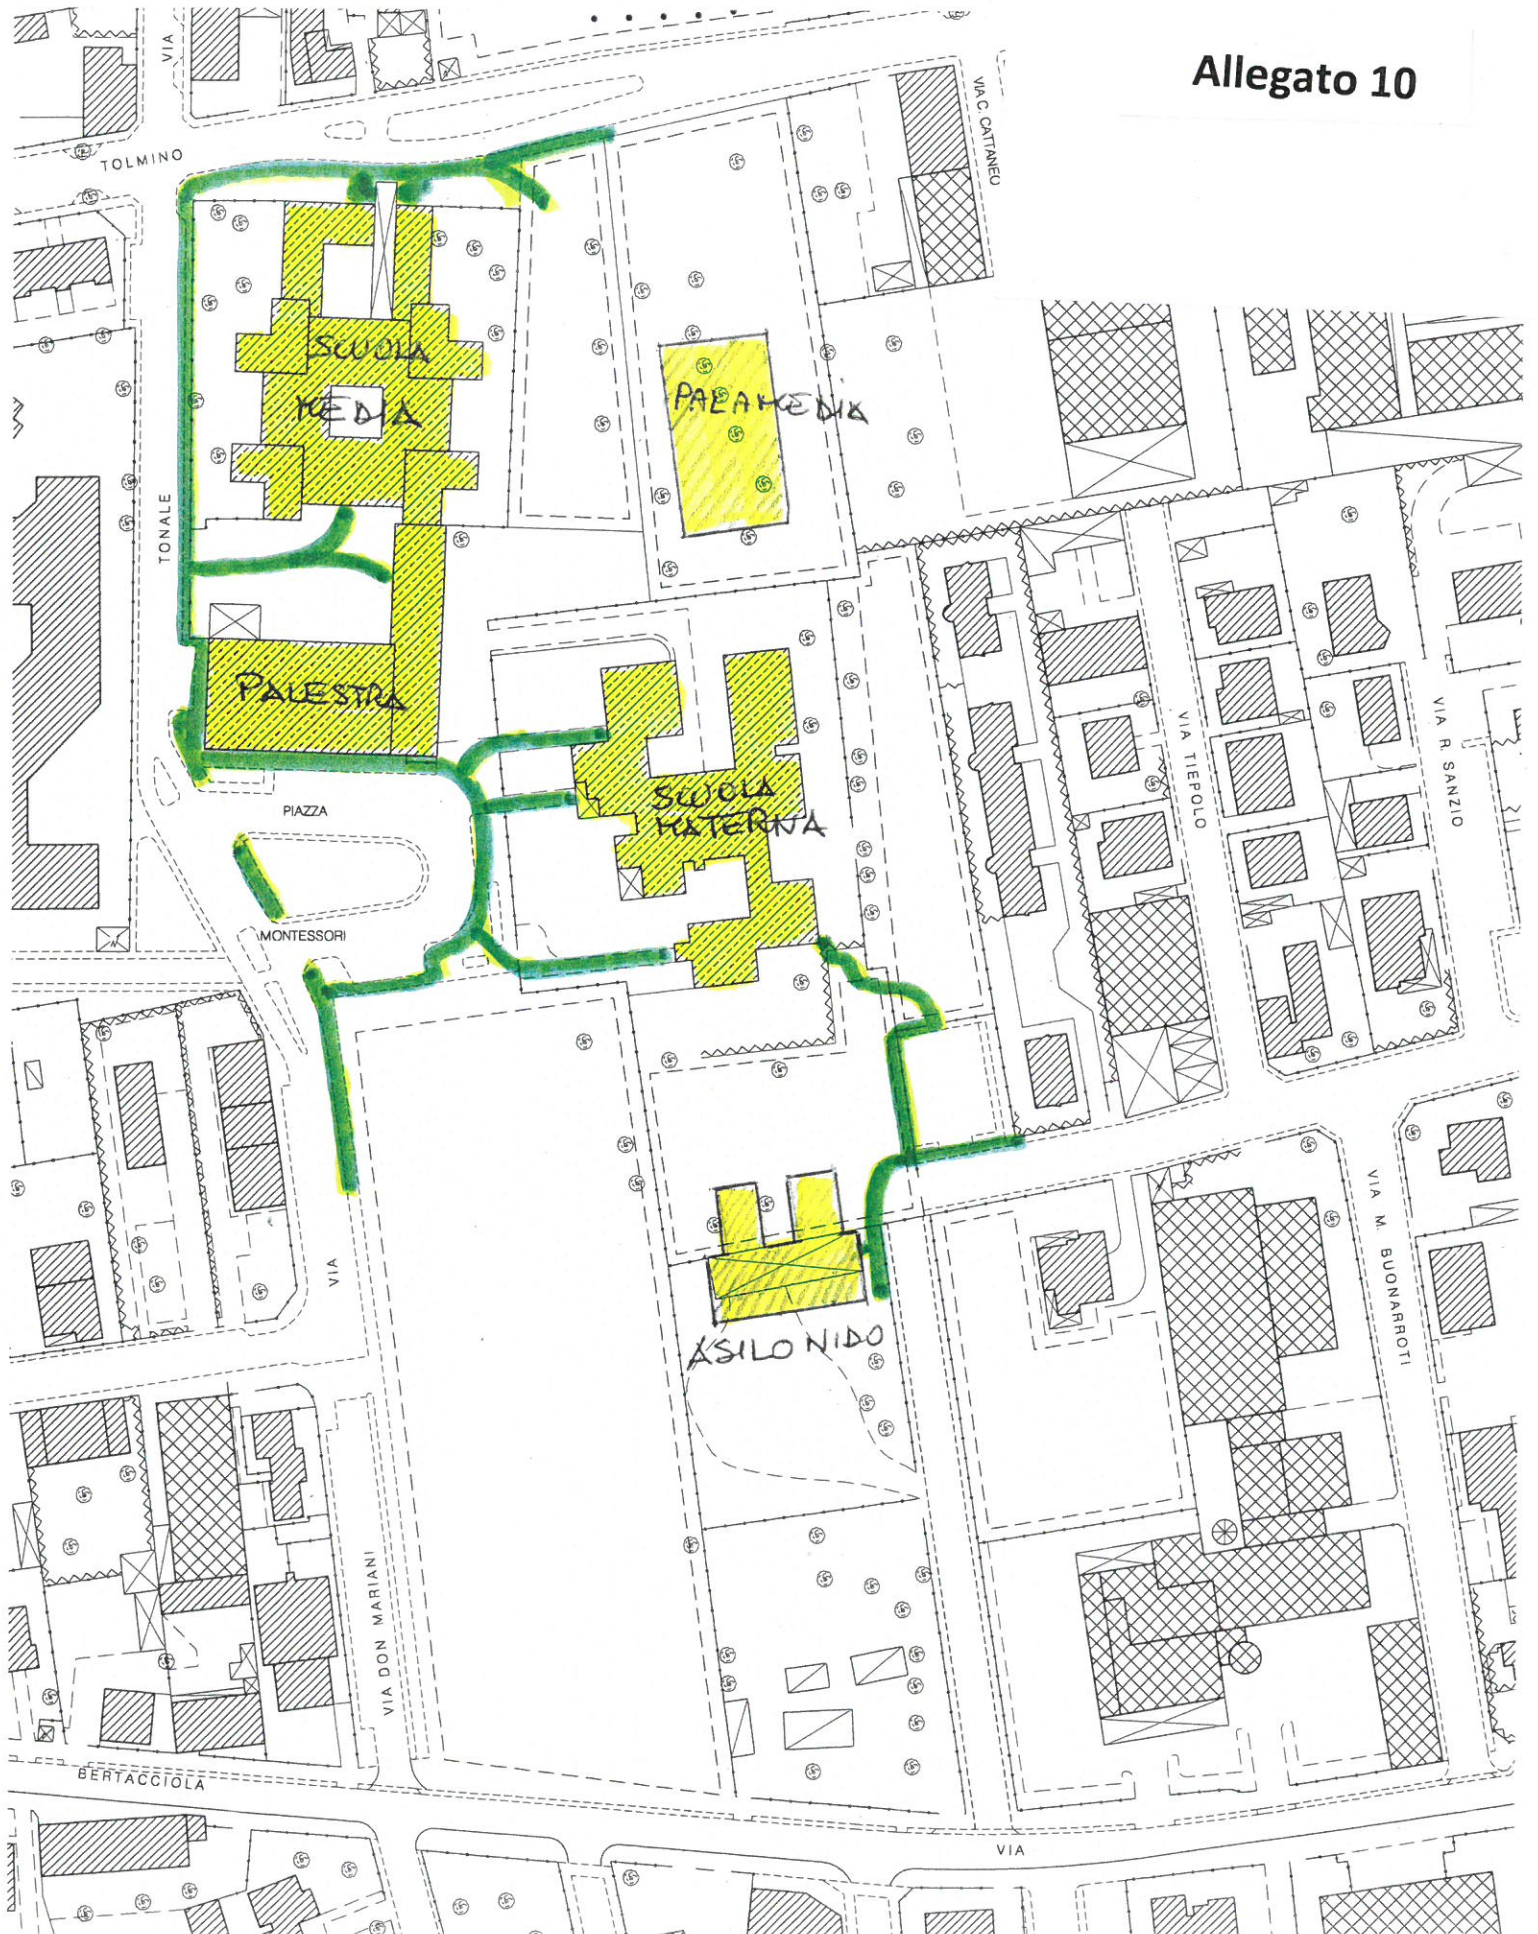 Allegato 10
VIA
TOLMINO
VIA C. CATTANEO
SCUOLA
MEDIA
PALAMEDIA
TONALE
PALESTRA
PIAZZA
MONTESSORI
SCUOLA
MATERNA
VIA TIEPOLO
VIA R. SANZIO
VIA
ASILO NIDO
VIA M. BUONARROTI
VIA DON MARIANI
BERTACCIOLA
VIA